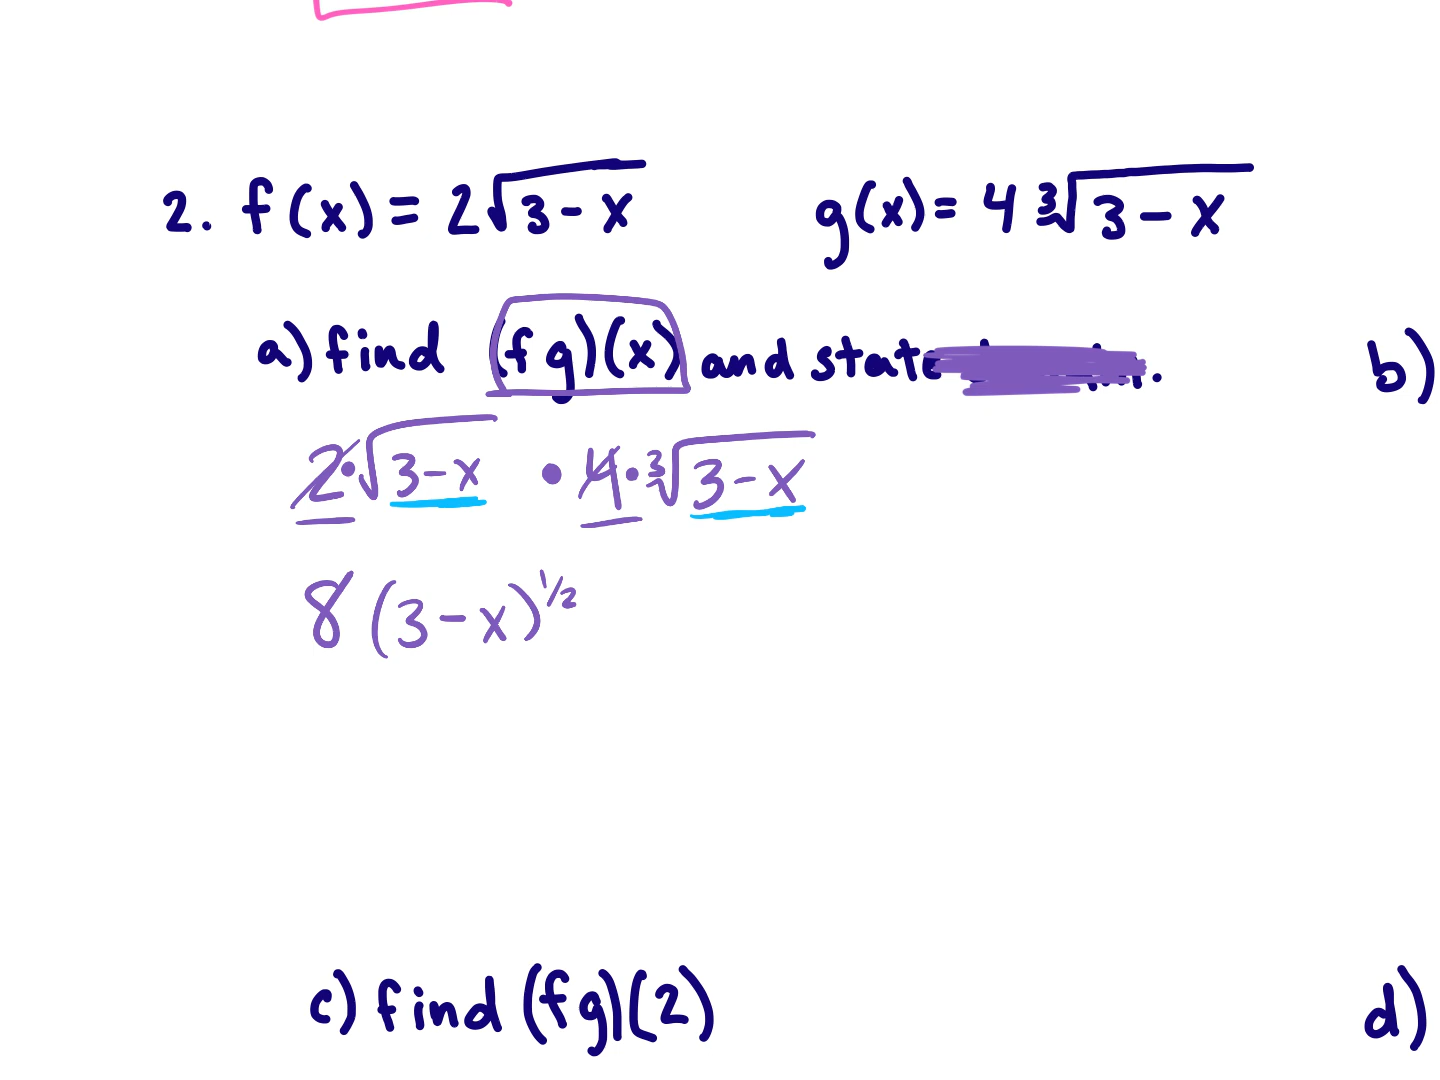 2. f(x) = 2√(3-x) g(x) = 4∛(3-x)
a) find (fg)(x) and state . b)
2·√(3-x) · 4·∛(3-x)
8(3-x)^1/2
c) find (fg)(2) d)